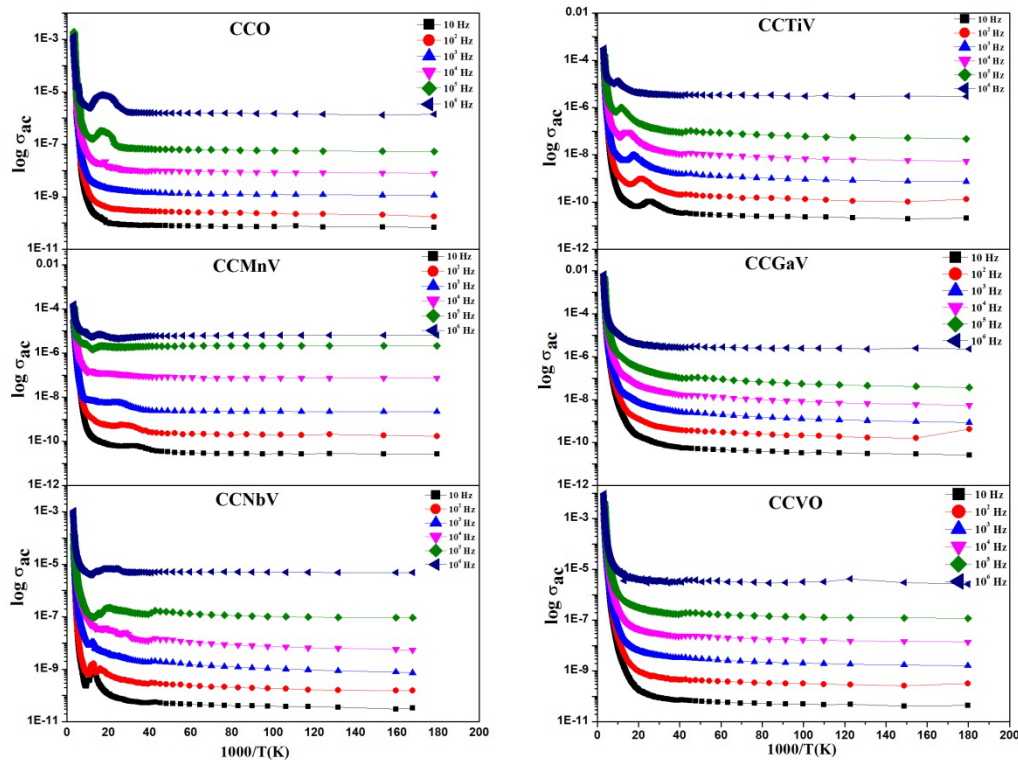 CCO
10 Hz
10² Hz
10³ Hz
10⁴ Hz
10⁵ Hz
10⁶ Hz
1E-3
1E-5
1E-7
1E-9
1E-11
log σac
CCTiV
10 Hz
10² Hz
10³ Hz
10⁴ Hz
10⁵ Hz
10⁶ Hz
0.01
1E-4
1E-6
1E-8
1E-10
1E-12
log σac
CCMnV
10 Hz
10² Hz
10³ Hz
10⁴ Hz
10⁵ Hz
10⁶ Hz
0.01
1E-4
1E-6
1E-8
1E-10
1E-12
log σac
CCGaV
10 Hz
10² Hz
10³ Hz
10⁴ Hz
10⁵ Hz
10⁶ Hz
0.01
1E-4
1E-6
1E-8
1E-10
1E-12
log σac
CCNbV
10 Hz
10² Hz
10³ Hz
10⁴ Hz
10⁵ Hz
10⁶ Hz
1E-3
1E-5
1E-7
1E-9
1E-11
log σac
0 20 40 60 80 100 120 140 160 180 200
1000/T(K)
CCVO
10 Hz
10² Hz
10³ Hz
10⁴ Hz
10⁵ Hz
10⁶ Hz
1E-3
1E-5
1E-7
1E-9
1E-11
log σac
0 20 40 60 80 100 120 140 160 180 200
1000/T(K)